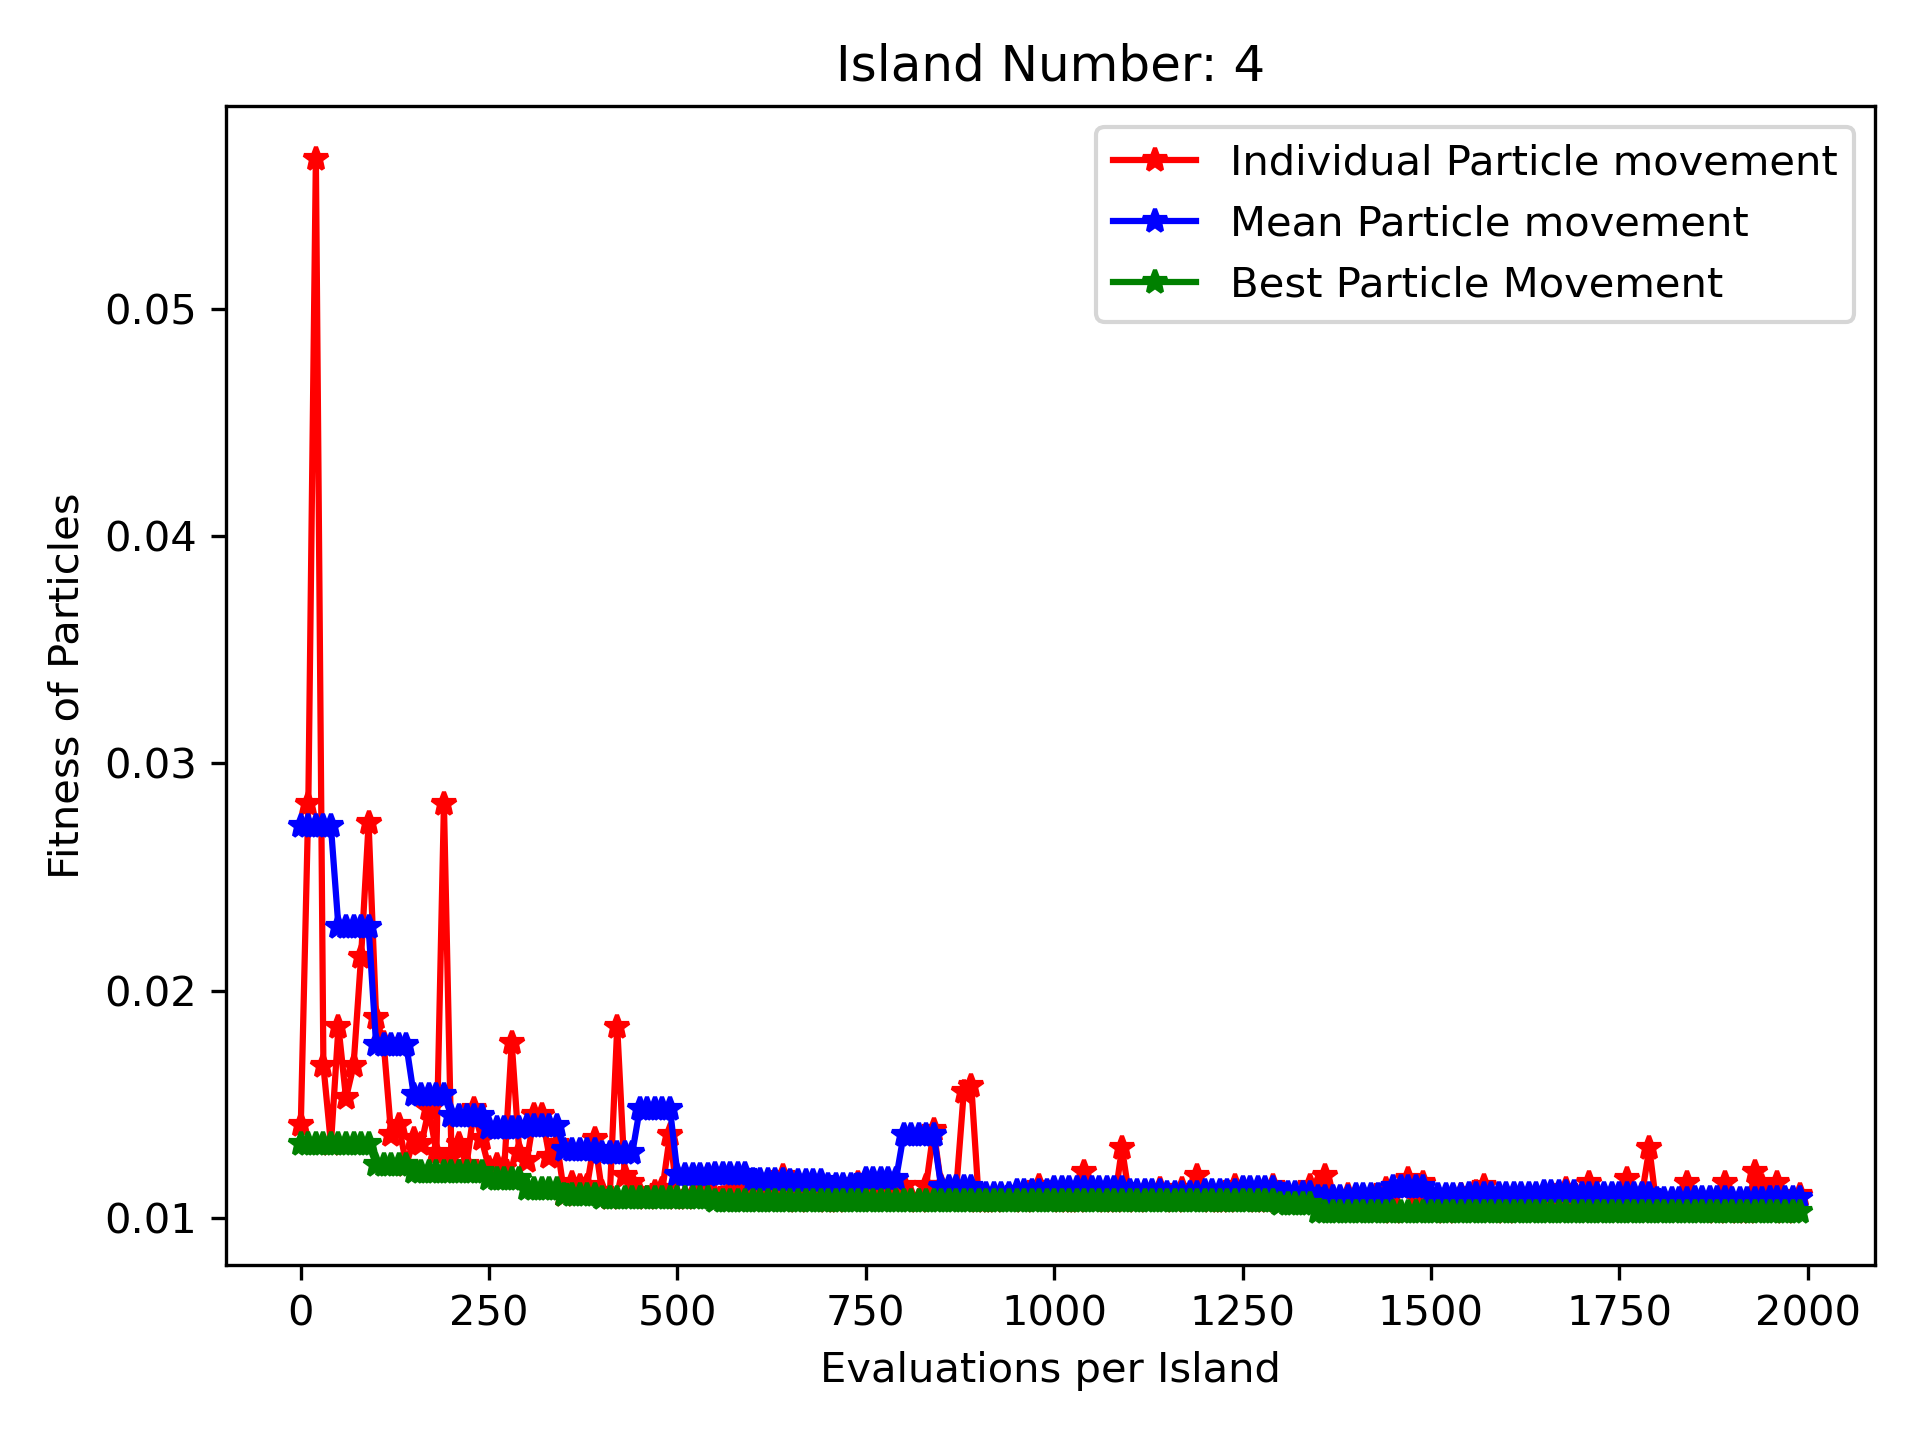 Island Number: 4
Individual Particle movement
Mean Particle movement
Best Particle Movement
Fitness of Particles
0.05
0.04
0.03
0.02
0.01
0 250 500 750 1000 1250 1500 1750 2000
Evaluations per Island